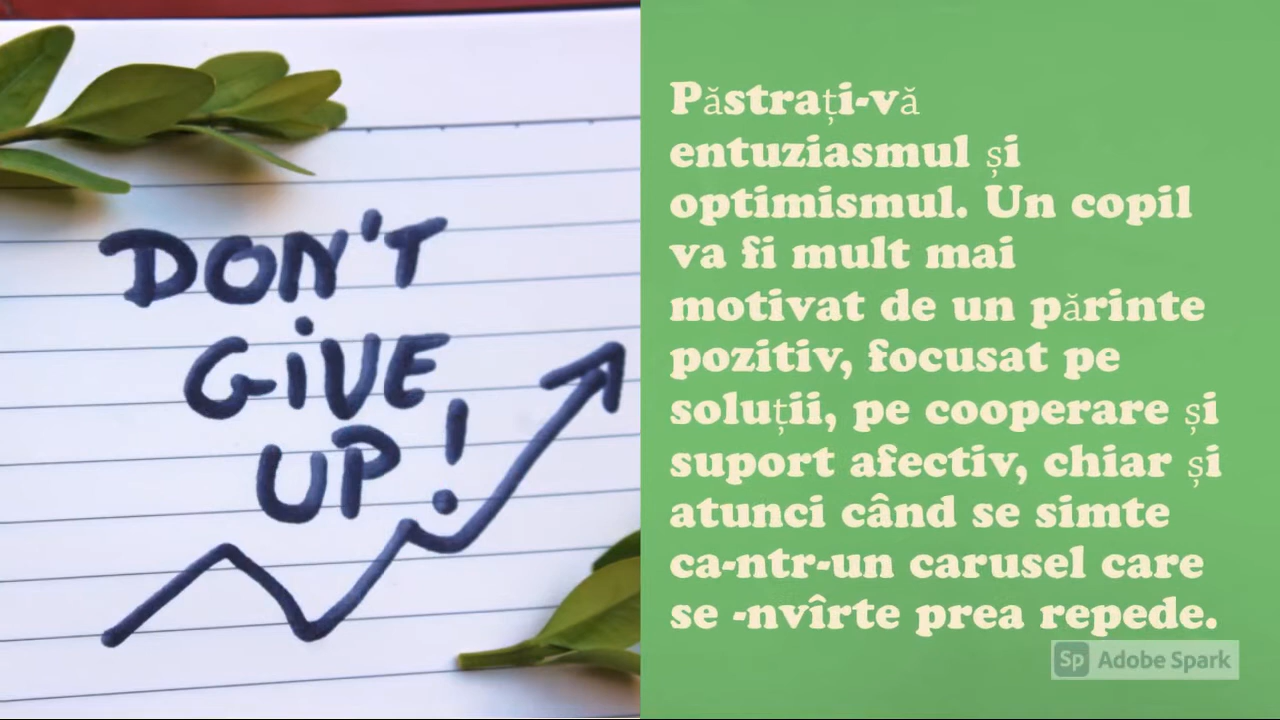 DON'T
GiVE
UP!
Păstrați-vă
entuziasmul și
optimismul. Un copil
va fi mult mai
motivat de un părinte
pozitiv, focusat pe
soluții, pe cooperare și
suport afectiv, chiar și
atunci când se simte
ca-ntr-un carusel care
se -nvîrte prea repede.
Sp Adobe Spark